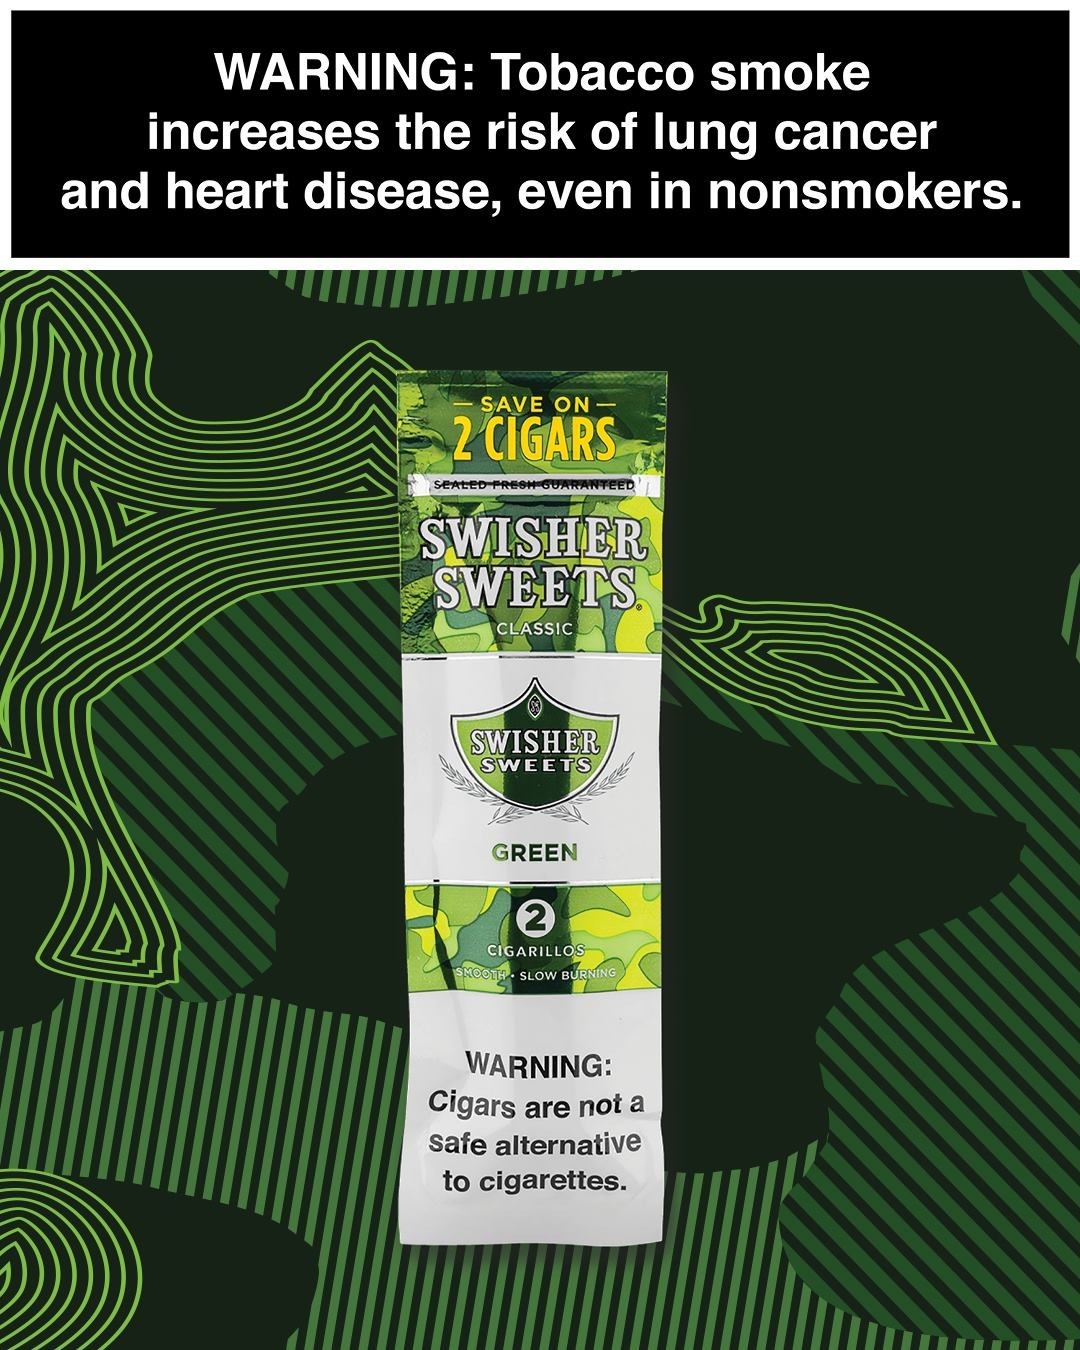 WARNING: Tobacco smoke
increases the risk of lung cancer
and heart disease, even in nonsmokers.
— SAVE ON —
2 CIGARS
SEALED FRESH GUARANTEED
SWISHER
SWEETS®
CLASSIC
SS
SWISHER
SWEETS
GREEN
2
CIGARILLOS
SMOOTH • SLOW BURNING
WARNING:
Cigars are not a
safe alternative
to cigarettes.